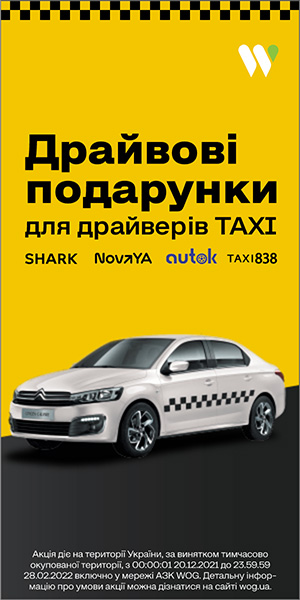 Драйвові
подарунки
для драйверів TAXI
SHARK NovaYA autok TAXI838
Акція діє на території України, за винятком тимчасово
окупованої території, з 00:00:01 20.12.2021 до 23.59.59
28.02.2022 включно у мережі АЗК WOG. Детальну інфор-
мацію про умови акції можна дізнатися на сайті wog.ua.